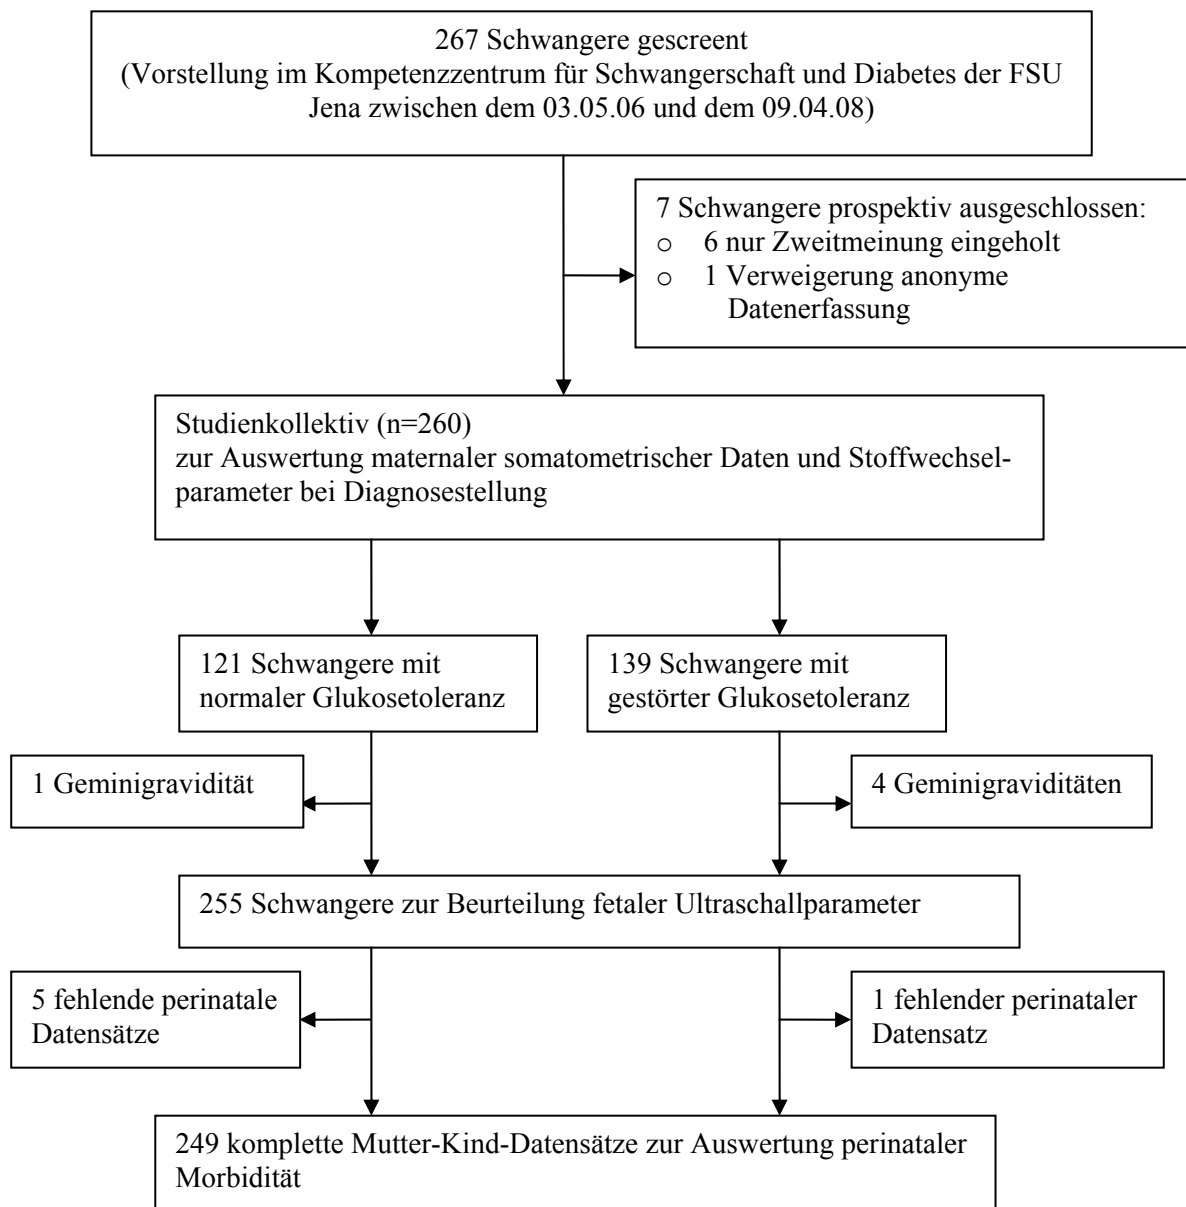 267 Schwangere gescreent
(Vorstellung im Kompetenzzentrum für Schwangerschaft und Diabetes der FSU
Jena zwischen dem 03.05.06 und dem 09.04.08)
7 Schwangere prospektiv ausgeschlossen:
o 6 nur Zweitmeinung eingeholt
o 1 Verweigerung anonyme
Datenerfassung
Studienkollektiv (n=260)
zur Auswertung maternaler somatometrischer Daten und Stoffwechsel-
parameter bei Diagnosestellung
121 Schwangere mit
normaler Glukosetoleranz
139 Schwangere mit
gestörter Glukosetoleranz
1 Geminigravidität
4 Geminigraviditäten
255 Schwangere zur Beurteilung fetaler Ultraschallparameter
5 fehlende perinatale
Datensätze
1 fehlender perinataler
Datensatz
249 komplette Mutter-Kind-Datensätze zur Auswertung perinataler
Morbidität